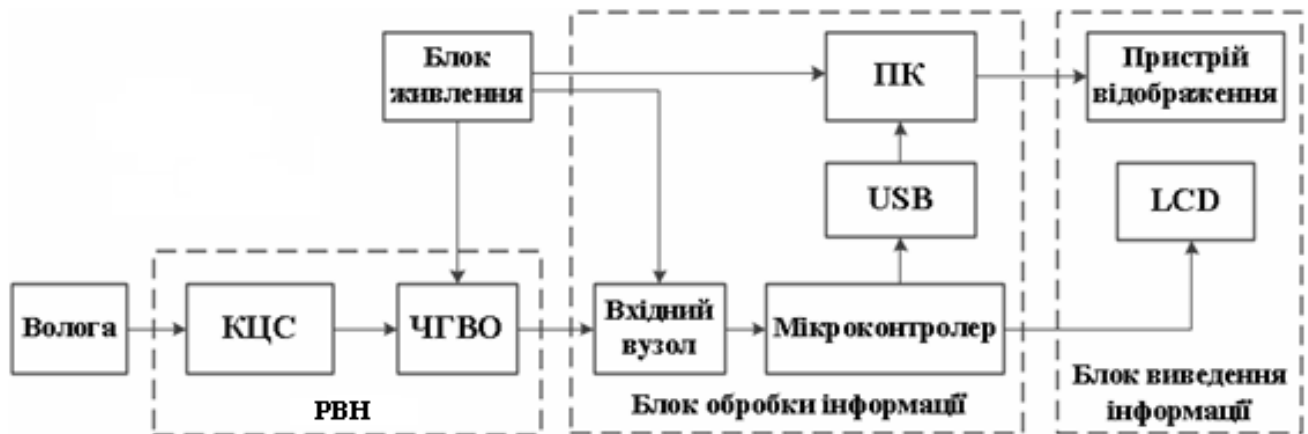 Блок
живлення
ПК
Пристрій
відображення
USB
LCD
Волога
КЦС
ЧГВО
Вхідний
вузол
Мікроконтролер
РВН
Блок обробки інформації
Блок виведення
інформації